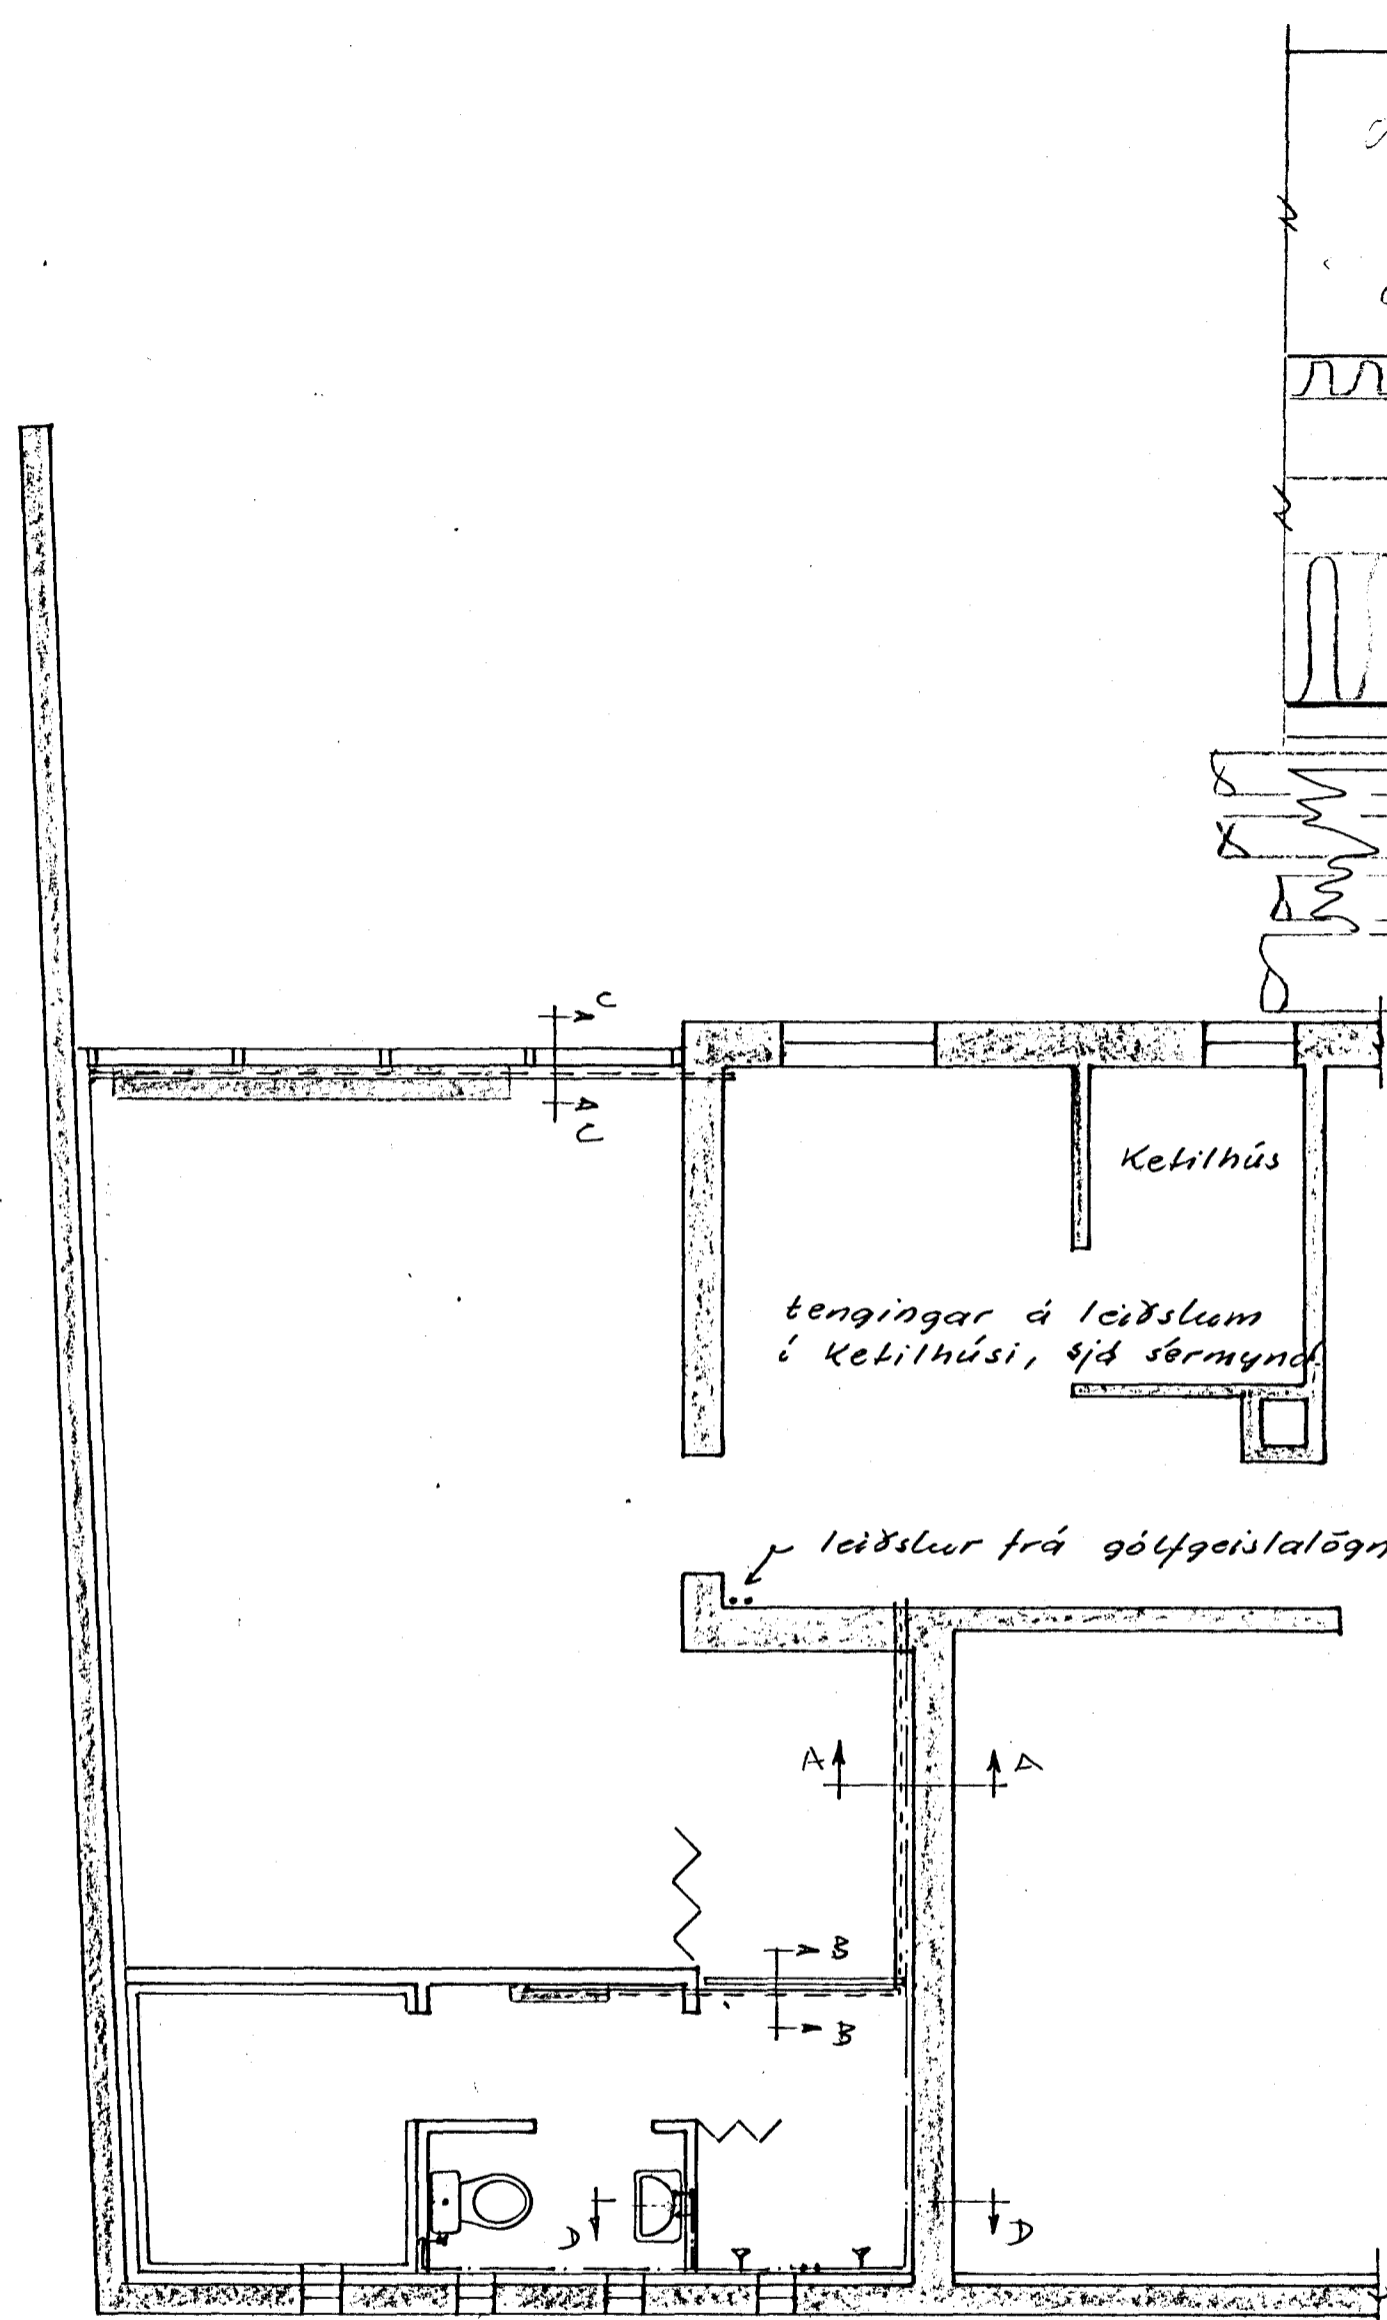 C
C
Ketilhús
tengingar á leiðslum
í Ketilhúsi, sjá sérmynd
leiðslur frá gólfgeislalögn
A A
B
B
D D